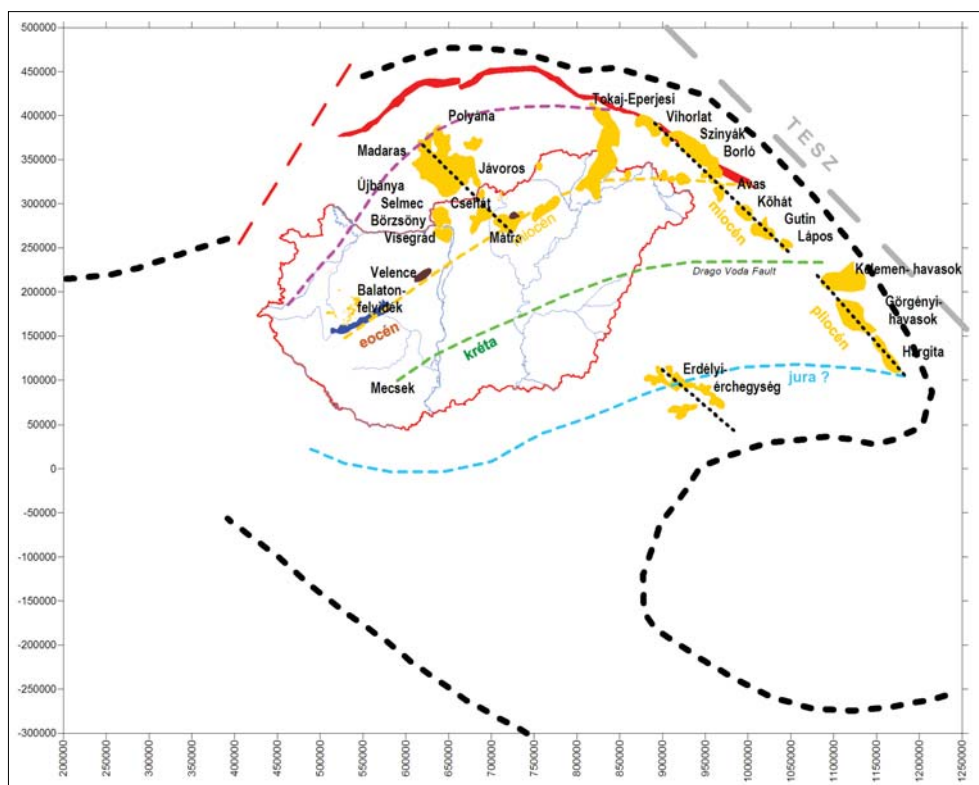 500000
450000
400000
350000
300000
250000
200000
150000
100000
50000
0
-50000
-100000
-150000
-200000
-250000
-300000
TESZ
Tokaj-Eperjesi
Polyana
Vihorlat
Szinyák
Borló
Madaras
Jávoros
Avas
Újbánya
Selmec
Cserhát
Kőhát
Börzsöny
miocén
miocén
Gutin
Visegrád
Mátra
Lápos
Velence
Drago Voda Fault
Kelemen- havasok
Balaton-
felvidék
Görgényi-
havasok
pliocén
eocén
kréta
Hargita
Mecsek
Erdélyi-
érchegység
jura ?
200000
250000
300000
350000
400000
450000
500000
550000
600000
650000
700000
750000
800000
850000
900000
950000
1000000
1050000
1100000
1150000
1200000
1250000